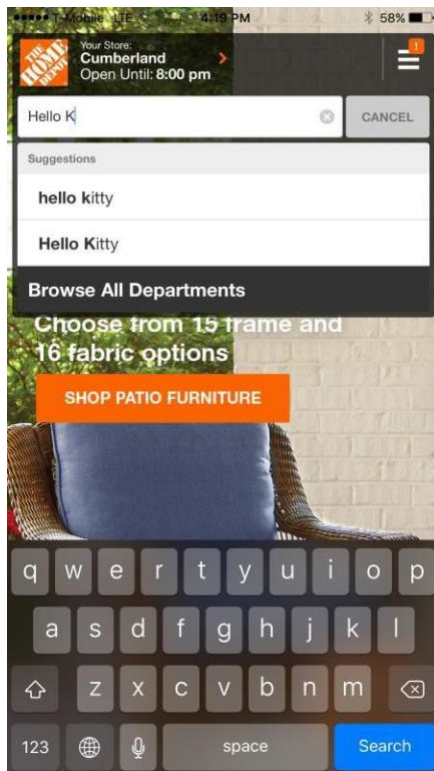 T-Mobile LTE 4:19 PM 58%
THE HOME DEPOT
Your Store:
Cumberland
Open Until: 8:00 pm
1
Hello K
CANCEL
Suggestions
hello kitty
Hello Kitty
Browse All Departments
Choose from 15 frame and
16 fabric options
SHOP PATIO FURNITURE
q w e r t y u i o p
a s d f g h j k l
z x c v b n m
123 space Search